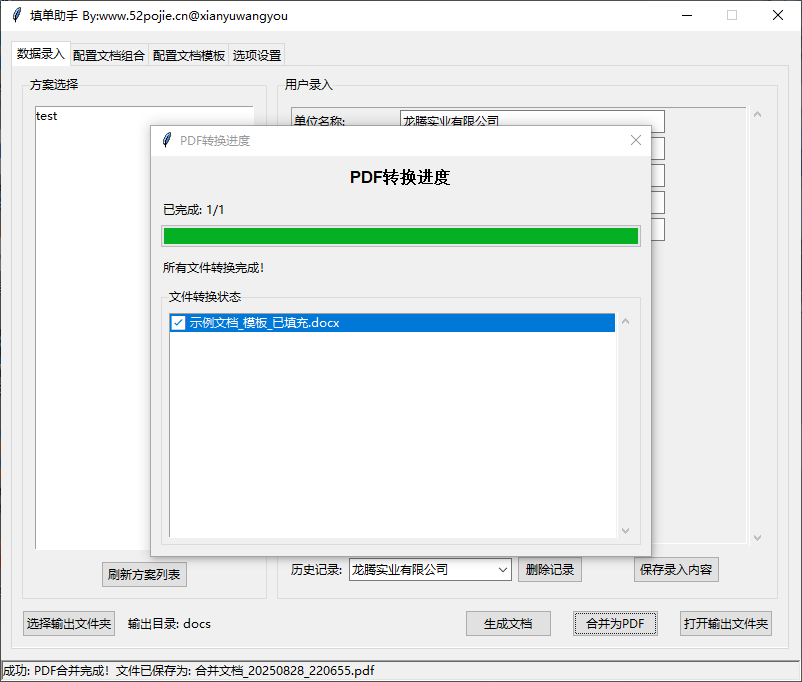 填单助手 By:www.52pojie.cn@xianyuwangyou
数据录入 配置文档组合 配置文档模板 选项设置
方案选择
test
刷新方案列表
用户录入
单位名称: 龙腾实业有限公司
PDF转换进度
PDF转换进度
已完成: 1/1
所有文件转换完成！
文件转换状态
示例文档_模板_已填充.docx
历史记录: 龙腾实业有限公司 删除记录 保存录入内容
选择输出文件夹 输出目录: docs 生成文档 合并为PDF 打开输出文件夹
成功: PDF合并完成！文件已保存为: 合并文档_20250828_220655.pdf